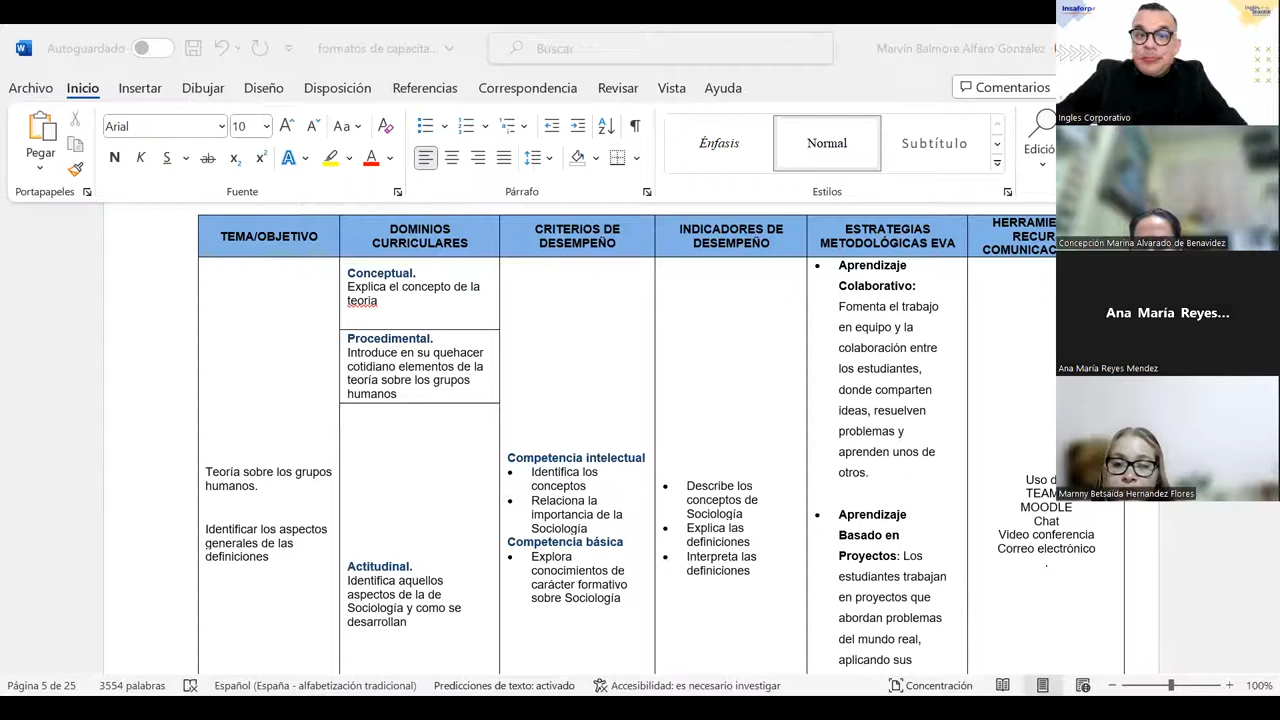 Autoguardado
formatos de capacita...
Buscar
Marvin Balmore Alfaro González
Archivo Inicio Insertar Dibujar Diseño Disposición Referencias Correspondencia Revisar Vista Ayuda
Comentarios
Pegar
Arial
10
Énfasis
Normal
Subtítulo
Edició
Portapapeles
Fuente
Párrafo
Estilos
TEMA/OBJETIVO
DOMINIOS
CURRICULARES
CRITERIOS DE
DESEMPEÑO
INDICADORES DE
DESEMPEÑO
ESTRATEGIAS
METODOLÓGICAS EVA
HERRAMIE
RECUR
COMUNICAC
Teoría sobre los grupos
humanos.
Identificar los aspectos
generales de las
definiciones
Conceptual.
Explica el concepto de la
teoria
Procedimental.
Introduce en su quehacer
cotidiano elementos de la
teoría sobre los grupos
humanos
Actitudinal.
Identifica aquellos
aspectos de la de
Sociología y como se
desarrollan
Competencia intelectual
• Identifica los
conceptos
• Relaciona la
importancia de la
Sociología
Competencia básica
• Explora
conocimientos de
carácter formativo
sobre Sociología
• Describe los
conceptos de
Sociología
• Explica las
definiciones
• Interpreta las
definiciones
• Aprendizaje
Colaborativo:
Fomenta el trabajo
en equipo y la
colaboración entre
los estudiantes,
donde comparten
ideas, resuelven
problemas y
aprenden unos de
otros.
• Aprendizaje
Basado en
Proyectos: Los
estudiantes trabajan
en proyectos que
abordan problemas
del mundo real,
aplicando sus
Uso d
TEAM
MOODLE
Chat
Video conferencia
Correo electrónico
.
Insaforp
Ingles Corporativo
Concepción Marina Alvarado de Benavidez
Ana María Reyes...
Ana María Reyes Mendez
Marnny Betsaida Hernandez Flores
Página 5 de 25 3554 palabras Español (España - alfabetización tradicional) Predicciones de texto: activado Accesibilidad: es necesario investigar Concentración 100%